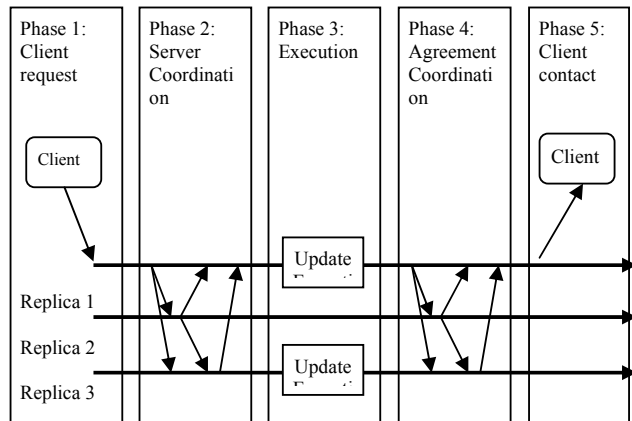 Phase 1:
Client
request
Phase 2:
Server
Coordinati
on
Phase 3:
Execution
Phase 4:
Agreement
Coordinati
on
Phase 5:
Client
contact
Client
Client
Update
Replica 1
Replica 2
Update
Replica 3